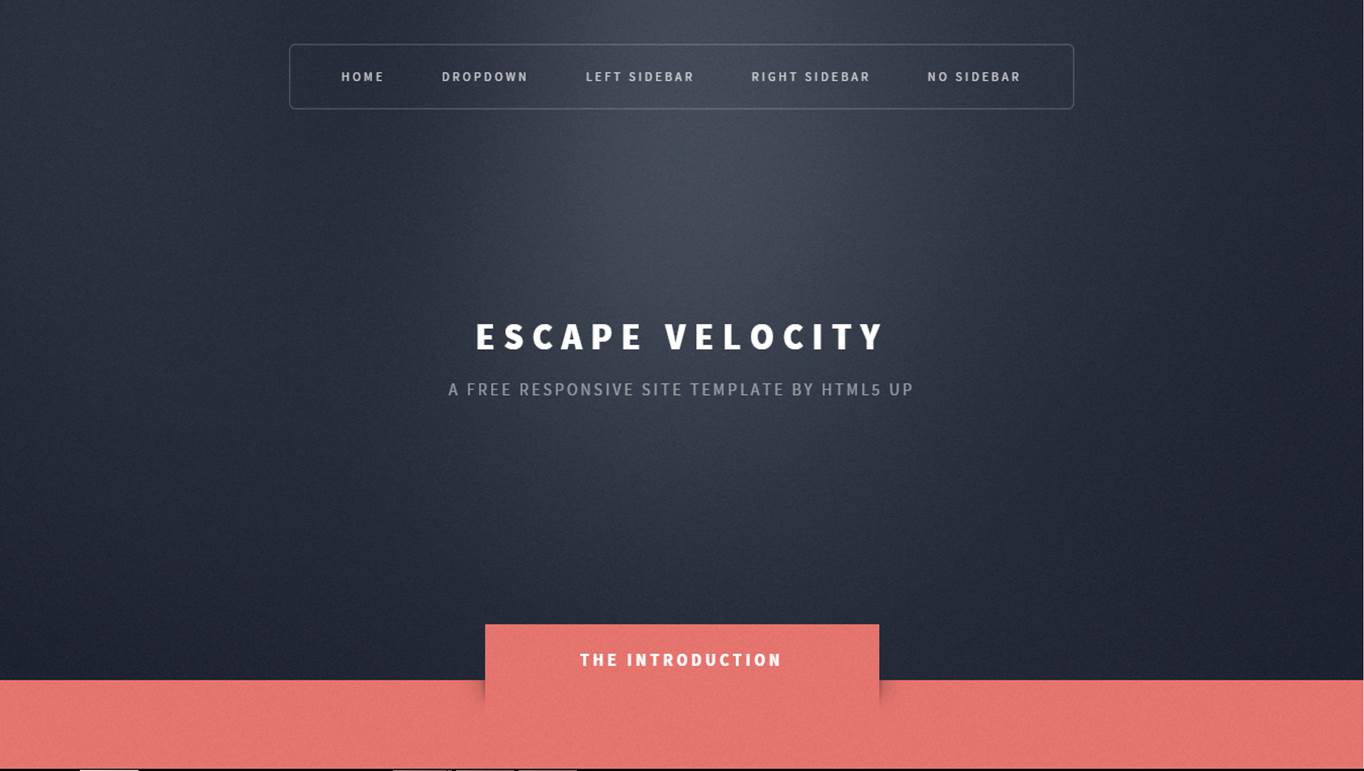 HOME DROPDOWN LEFT SIDEBAR RIGHT SIDEBAR NO SIDEBAR
ESCAPE VELOCITY
A FREE RESPONSIVE SITE TEMPLATE BY HTML5 UP
THE INTRODUCTION